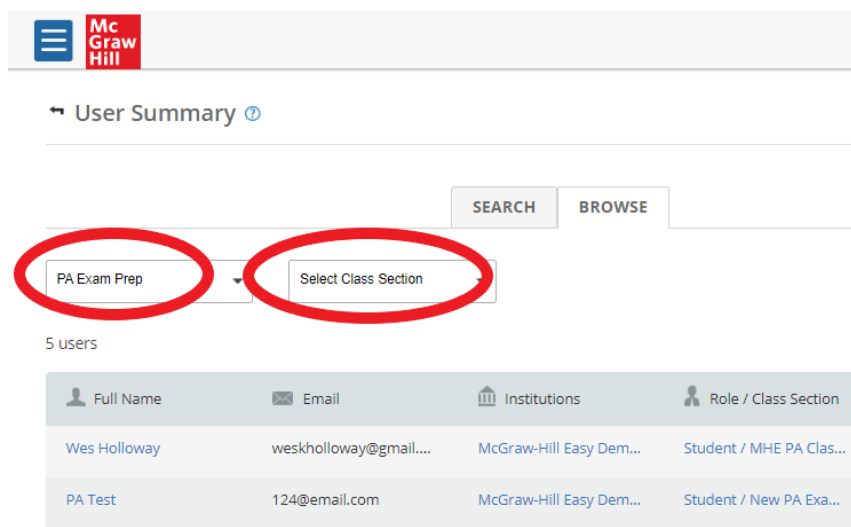 Mc
Graw
Hill
User Summary ?
SEARCH BROWSE
PA Exam Prep Select Class Section
5 users
Full Name Email Institutions Role / Class Section
Wes Holloway weskholloway@gmail.... McGraw-Hill Easy Dem... Student / MHE PA Clas...
PA Test 124@email.com McGraw-Hill Easy Dem... Student / New PA Exa...